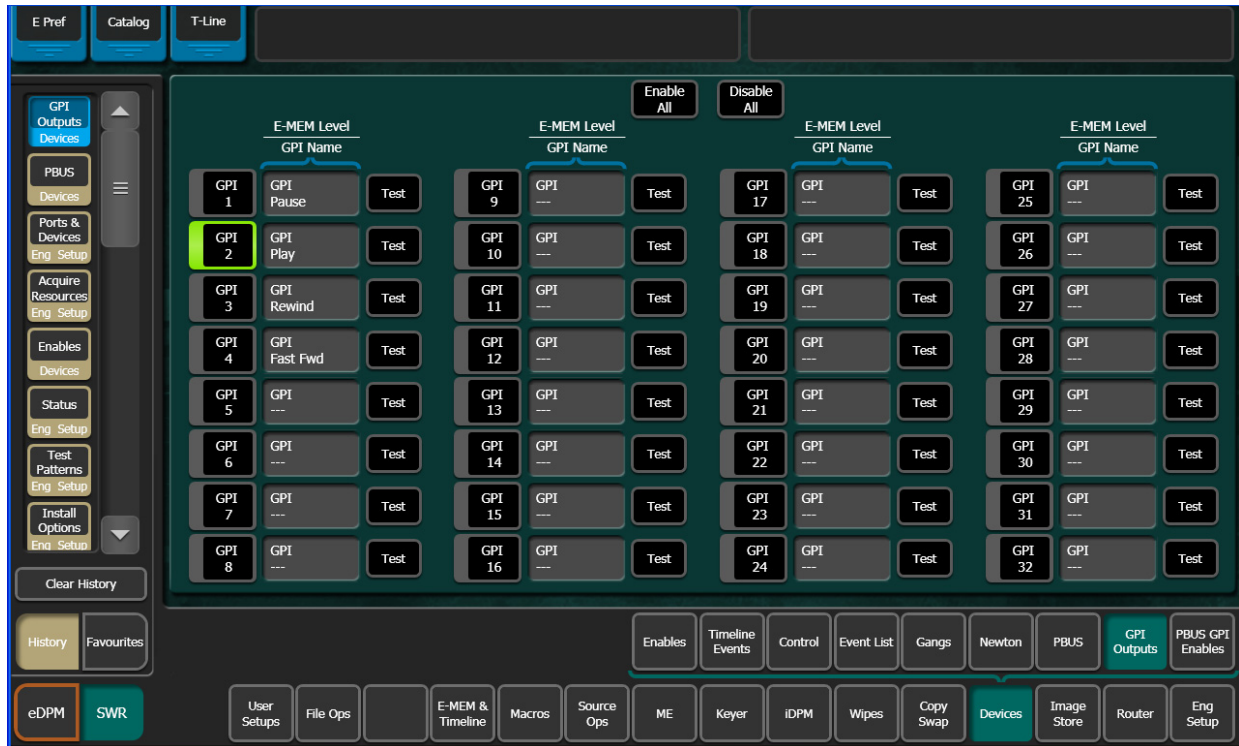 E Pref
Catalog
T-Line
GPI
Outputs
Devices
PBUS
Devices
Ports &
Devices
Eng Setup
Acquire
Resources
Eng Setup
Enables
Devices
Status
Eng Setup
Test
Patterns
Eng Setup
Install
Options
Eng Setup
Clear History
History
Favourites
eDPM
SWR
Enable
All
Disable
All
E-MEM Level
GPI Name
E-MEM Level
GPI Name
E-MEM Level
GPI Name
E-MEM Level
GPI Name
GPI
1
GPI
Pause
Test
GPI
9
GPI
---
Test
GPI
17
GPI
---
Test
GPI
25
GPI
---
Test
GPI
2
GPI
Play
Test
GPI
10
GPI
---
Test
GPI
18
GPI
---
Test
GPI
26
GPI
---
Test
GPI
3
GPI
Rewind
Test
GPI
11
GPI
---
Test
GPI
19
GPI
---
Test
GPI
27
GPI
---
Test
GPI
4
GPI
Fast Fwd
Test
GPI
12
GPI
---
Test
GPI
20
GPI
---
Test
GPI
28
GPI
---
Test
GPI
5
GPI
---
Test
GPI
13
GPI
---
Test
GPI
21
GPI
---
Test
GPI
29
GPI
---
Test
GPI
6
GPI
---
Test
GPI
14
GPI
---
Test
GPI
22
GPI
---
Test
GPI
30
GPI
---
Test
GPI
7
GPI
---
Test
GPI
15
GPI
---
Test
GPI
23
GPI
---
Test
GPI
31
GPI
---
Test
GPI
8
GPI
---
Test
GPI
16
GPI
---
Test
GPI
24
GPI
---
Test
GPI
32
GPI
---
Test
Enables
Timeline
Events
Control
Event List
Gangs
Newton
PBUS
GPI
Outputs
PBUS GPI
Enables
User
Setups
File Ops
E-MEM &
Timeline
Macros
Source
Ops
ME
Keyer
iDPM
Wipes
Copy
Swap
Devices
Image
Store
Router
Eng
Setup